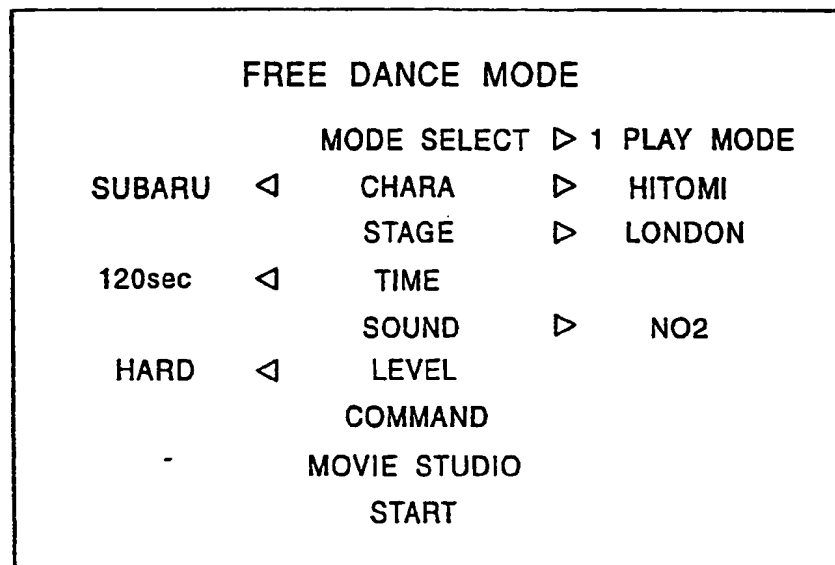 FREE DANCE MODE
MODE SELECT ▷ 1 PLAY MODE
SUBARU ◁ CHARA ▷ HITOMI
STAGE ▷ LONDON
120sec ◁ TIME
SOUND ▷ NO2
HARD ◁ LEVEL
COMMAND
MOVIE STUDIO
START